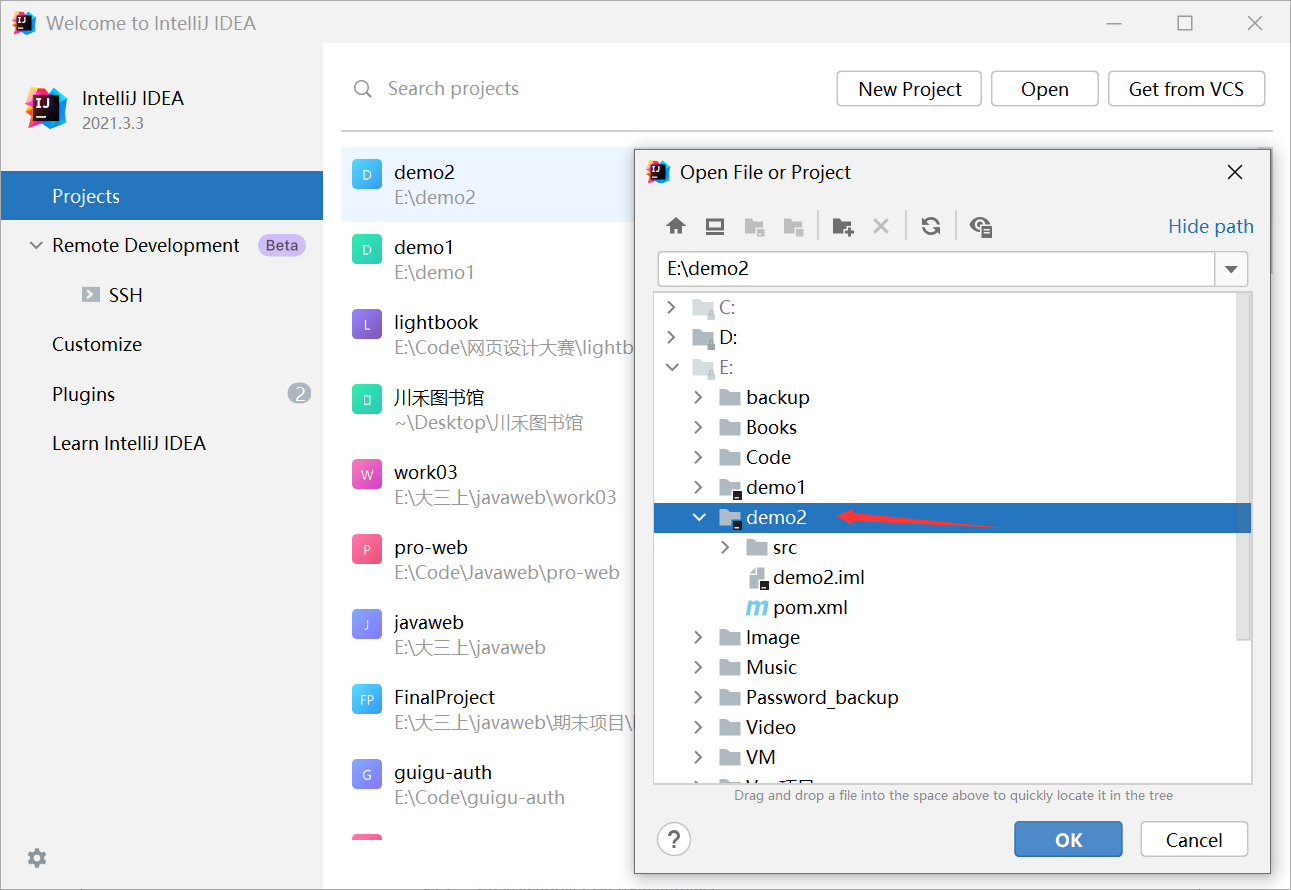 Welcome to IntelliJ IDEA
IntelliJ IDEA
2021.3.3
Projects
Remote Development Beta
SSH
Customize
Plugins 2
Learn IntelliJ IDEA
Search projects
New Project
Open
Get from VCS
D
demo2
E:\demo2
D
demo1
E:\demo1
L
lightbook
E:\Code\网页设计大赛\lightb
川禾图书馆
~\Desktop\川禾图书馆
W
work03
E:\大三上\javaweb\work03
P
pro-web
E:\Code\Javaweb\pro-web
J
javaweb
E:\大三上\javaweb
FP
FinalProject
E:\大三上\javaweb\期末项目\
G
guigu-auth
E:\Code\guigu-auth
Open File or Project
Hide path
E:\demo2
C:
D:
E:
backup
Books
Code
demo1
demo2
src
demo2.iml
pom.xml
Image
Music
Password_backup
Video
VM
Drag and drop a file into the space above to quickly locate it in the tree
?
OK
Cancel